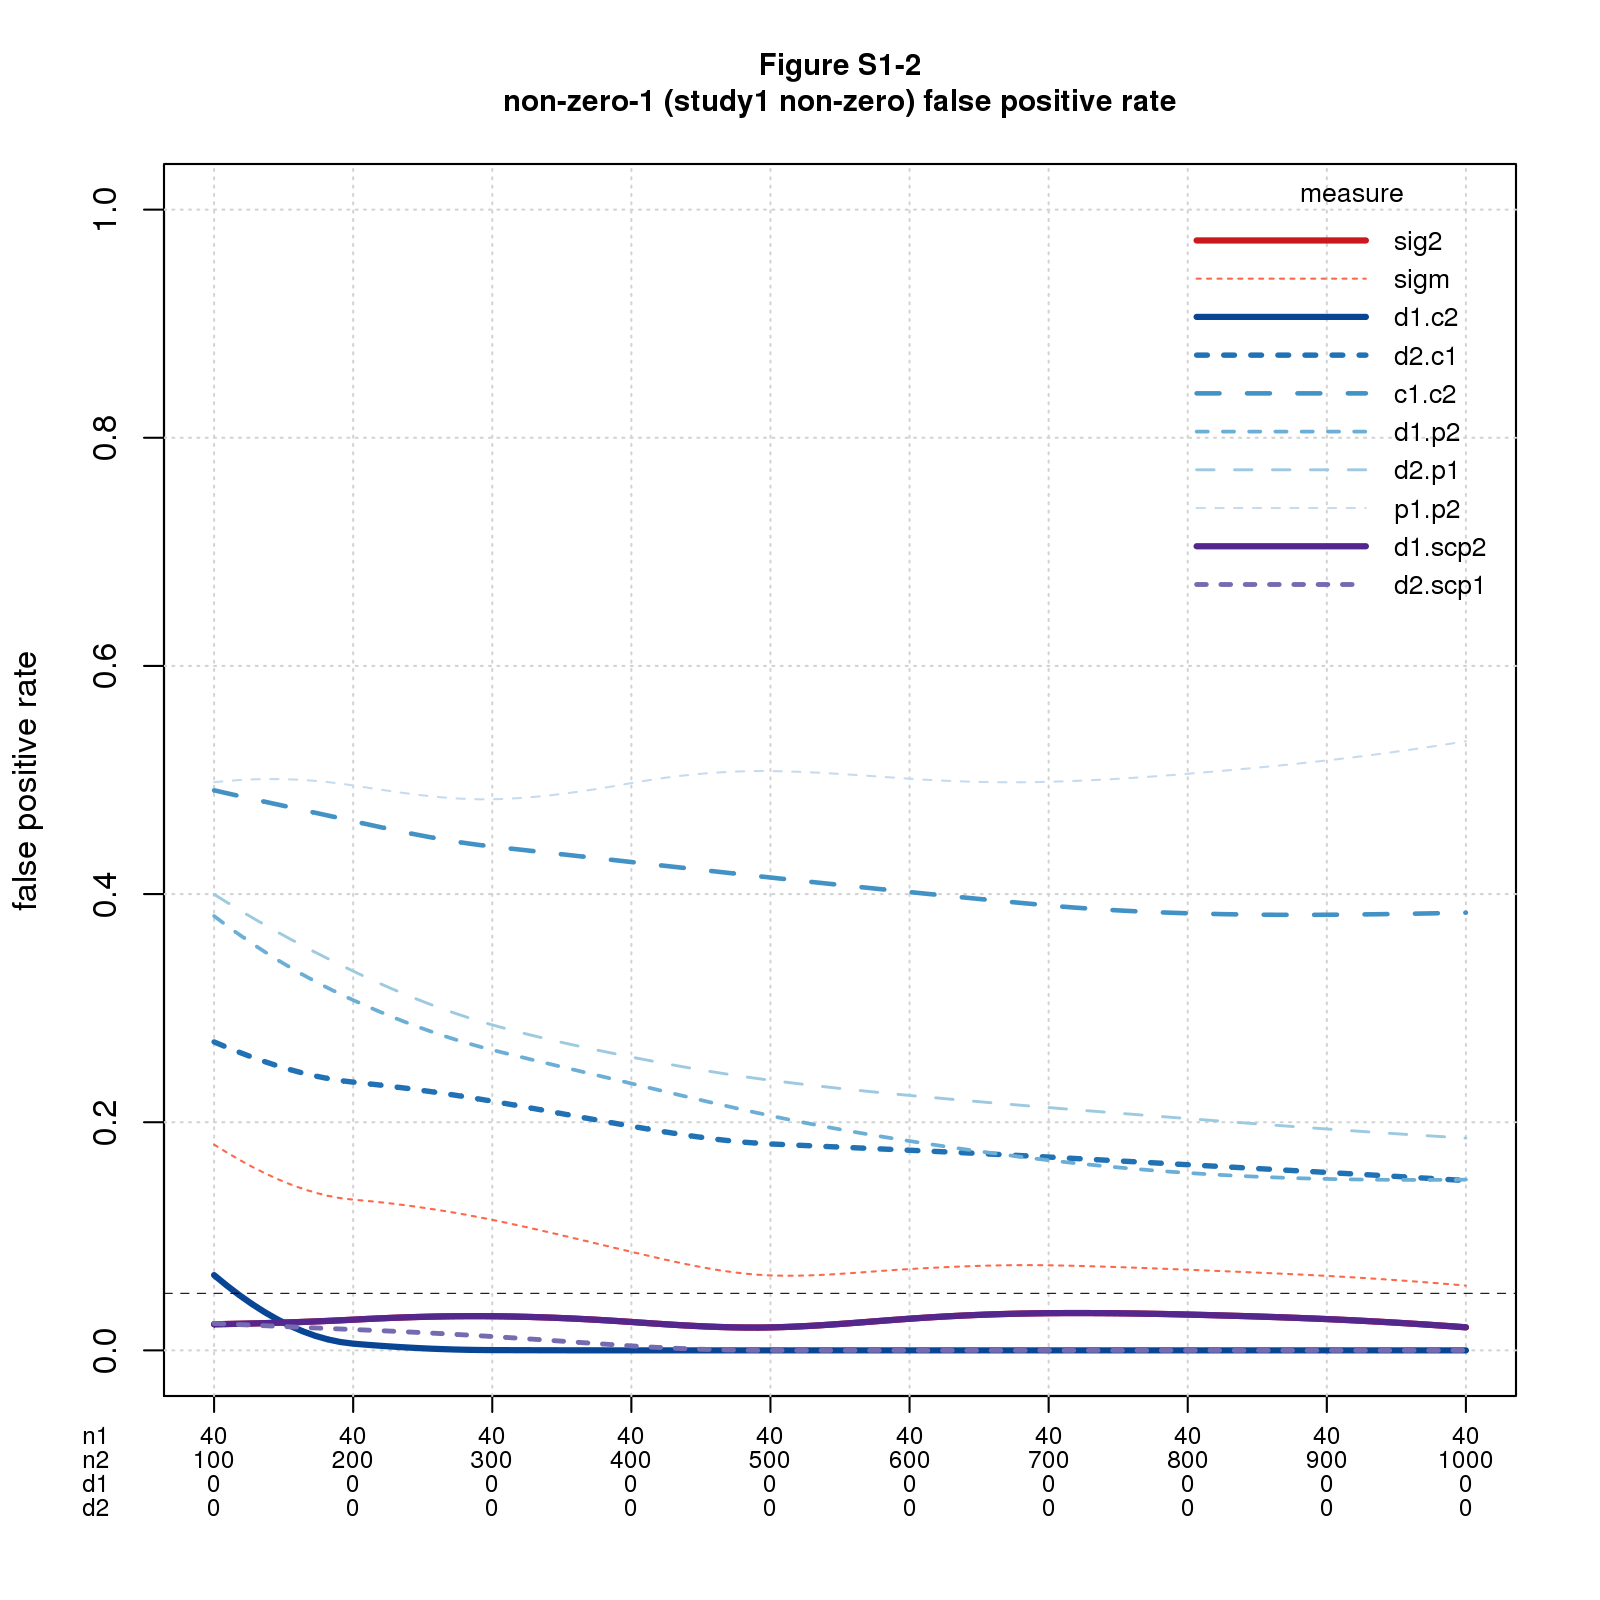 Figure S1-2
non-zero-1 (study1 non-zero) false positive rate
measure
sig2
sigm
d1.c2
d2.c1
c1.c2
d1.p2
d2.p1
p1.p2
d1.scp2
d2.scp1
false positive rate
1.0
0.8
0.6
0.4
0.2
0.0
n1 40 40 40 40 40 40 40 40 40 40
n2 100 200 300 400 500 600 700 800 900 1000
d1 0 0 0 0 0 0 0 0 0 0
d2 0 0 0 0 0 0 0 0 0 0